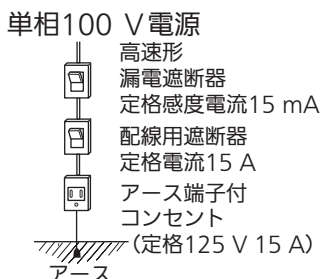 単相100 V電源
高速形
漏電遮断器
定格感度電流15 mA
配線用遮断器
定格電流15 A
アース端子付
コンセント
(定格125 V 15 A)
アース